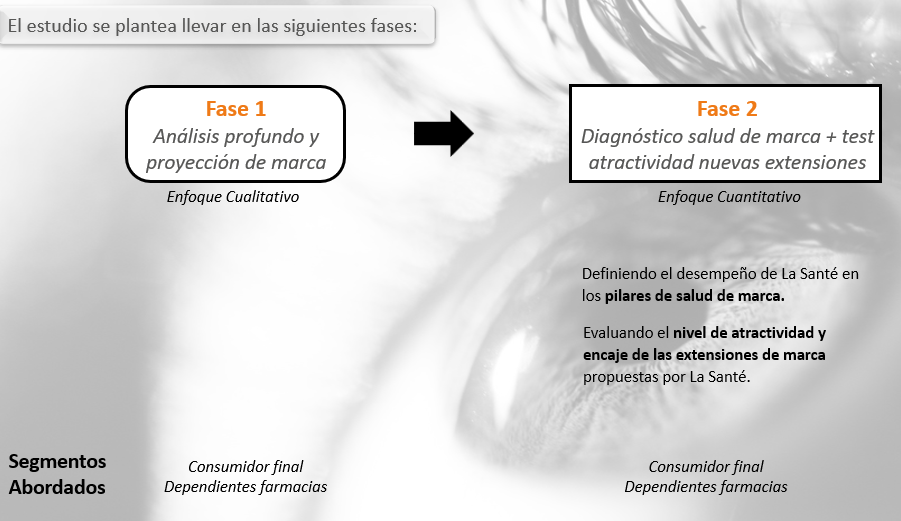 El estudio se plantea llevar en las siguientes fases:
Fase 1
Análisis profundo y
proyección de marca
Enfoque Cualitativo
Fase 2
Diagnóstico salud de marca + test
atractividad nuevas extensiones
Enfoque Cuantitativo
Definiendo el desempeño de La Santé en
los pilares de salud de marca.
Evaluando el nivel de atractividad y
encaje de las extensiones de marca
propuestas por La Santé.
Segmentos
Abordados
Consumidor final
Dependientes farmacias
Consumidor final
Dependientes farmacias